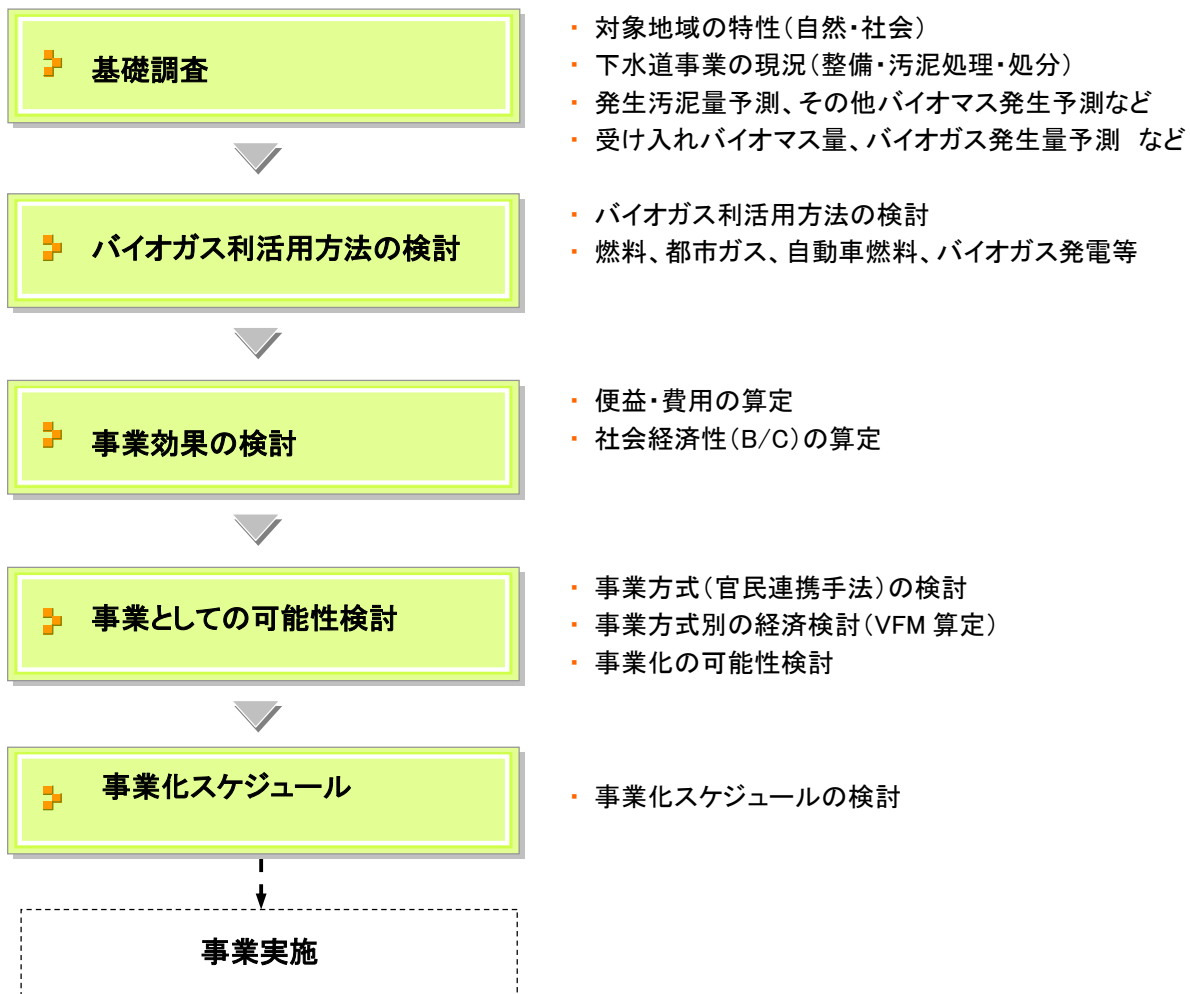 基礎調査
・ 対象地域の特性(自然・社会)
・ 下水道事業の現況(整備・汚泥処理・処分)
・ 発生汚泥量予測、その他バイオマス発生予測など
・ 受け入れバイオマス量、バイオガス発生量予測　など
バイオガス利活用方法の検討
・ バイオガス利活用方法の検討
・ 燃料、都市ガス、自動車燃料、バイオガス発電等
事業効果の検討
・ 便益・費用の算定
・ 社会経済性(B/C)の算定
事業としての可能性検討
・ 事業方式(官民連携手法)の検討
・ 事業方式別の経済検討(VFM 算定)
・ 事業化の可能性検討
事業化スケジュール
・ 事業化スケジュールの検討
事業実施